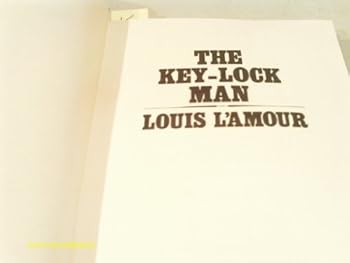 THE
KEY-LOCK
MAN
LOUIS L'AMOUR